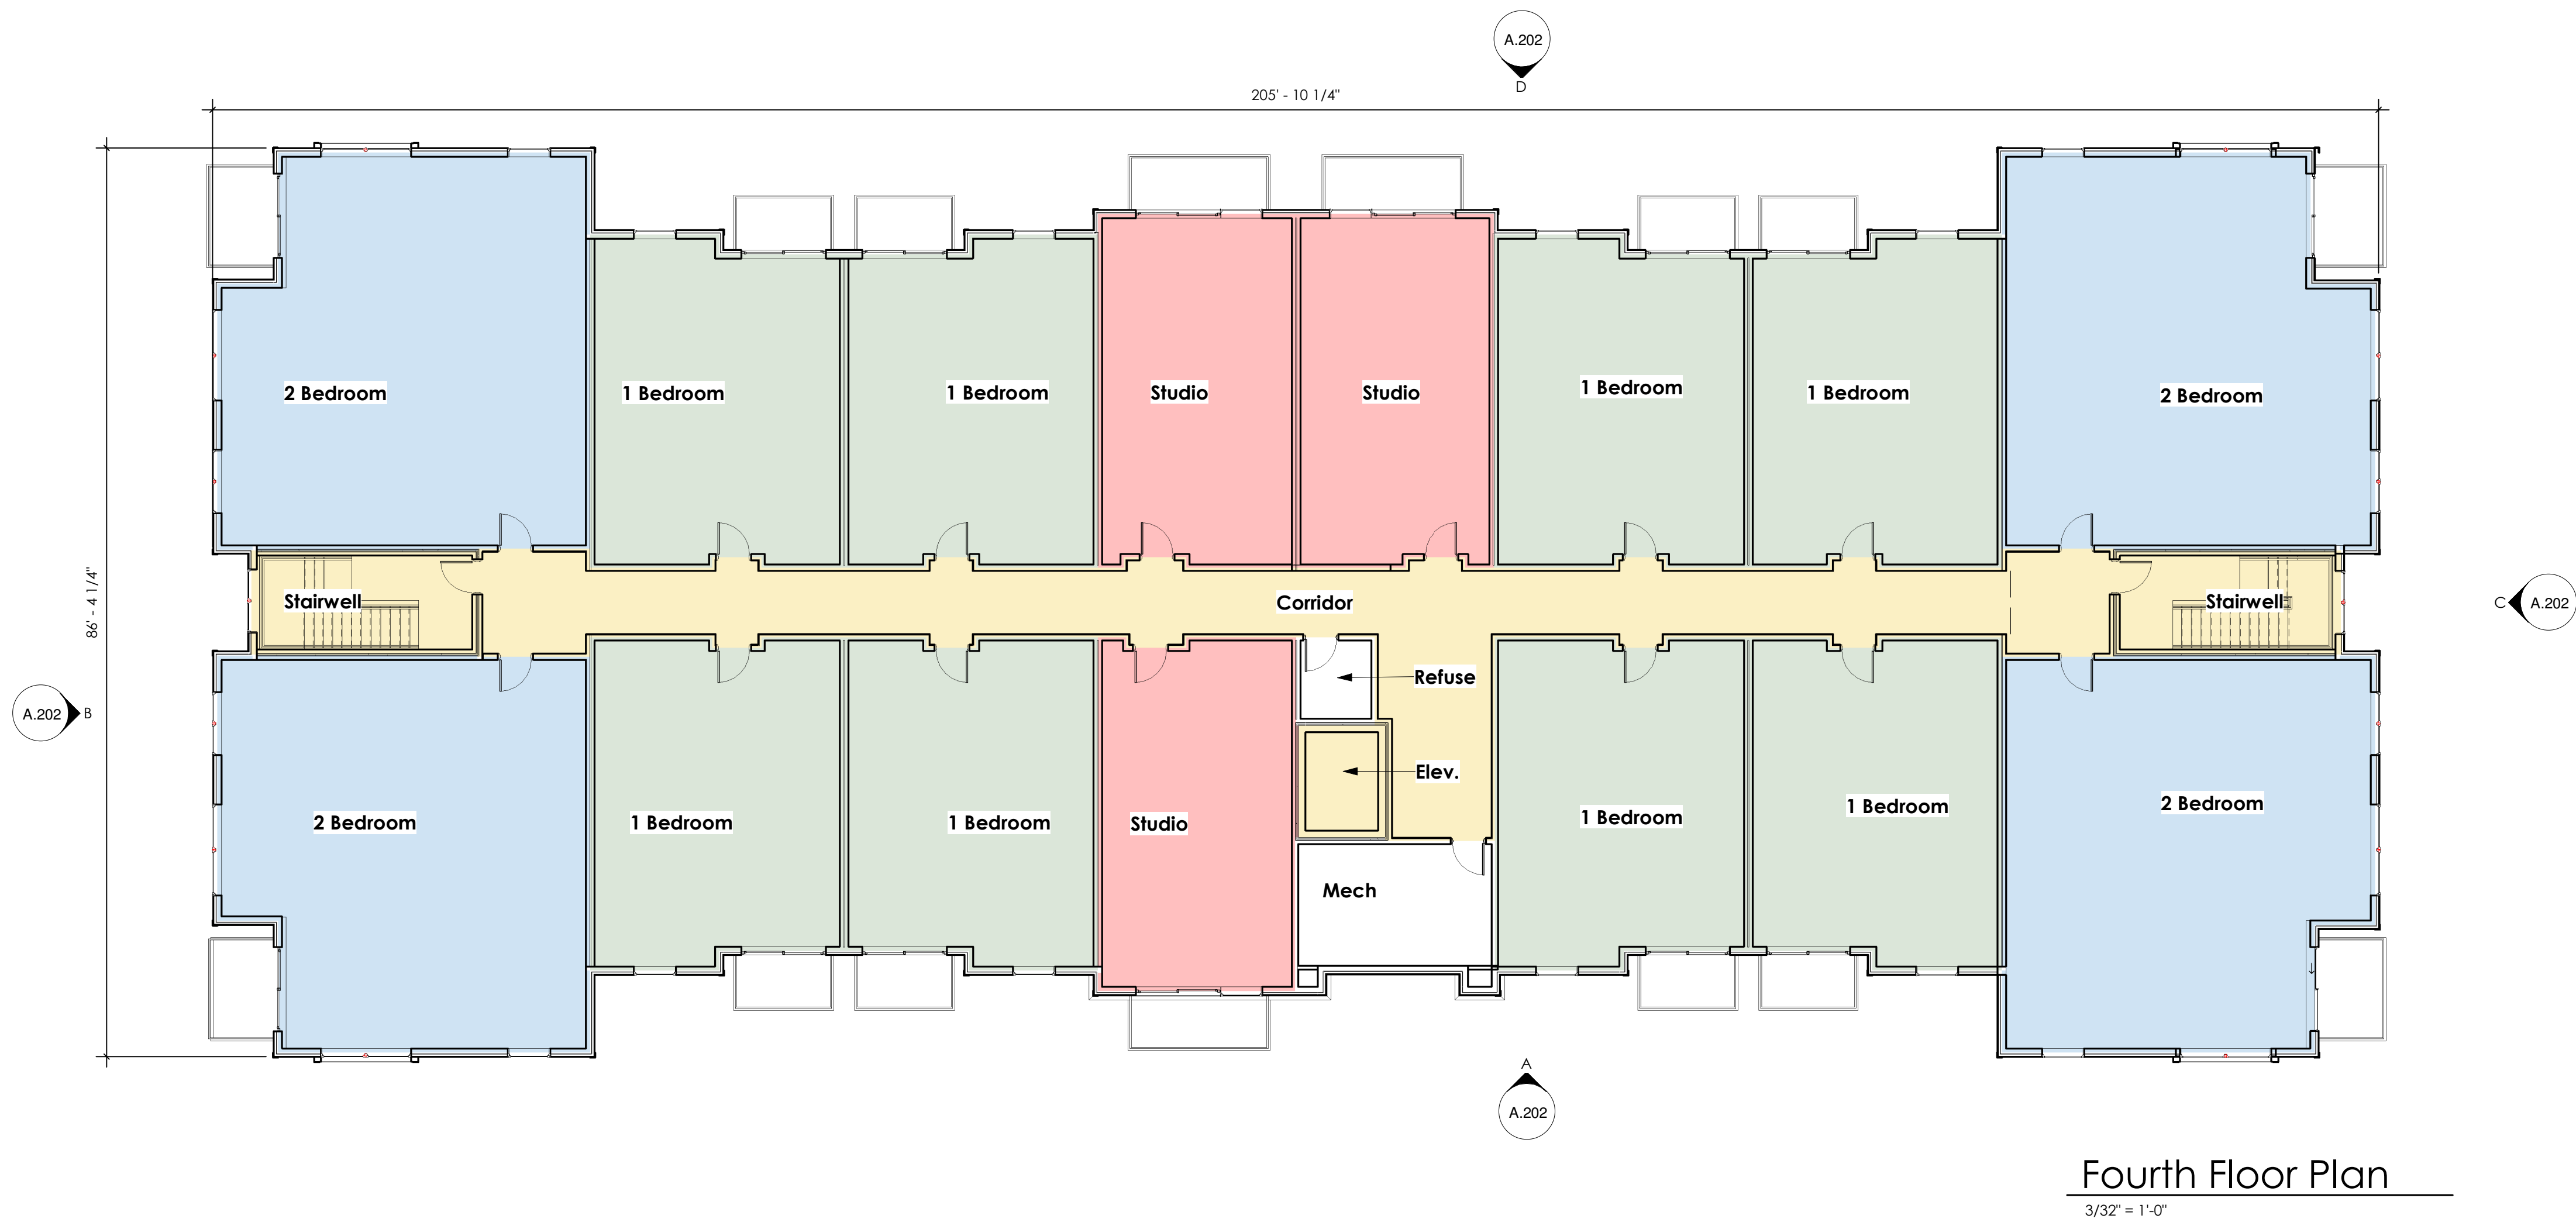 A.202
D
205' - 10 1/4"
2 Bedroom
1 Bedroom
1 Bedroom
Studio
Studio
1 Bedroom
1 Bedroom
2 Bedroom
86' - 4 1/4"
Stairwell
Corridor
Stairwell
C
A.202
A.202
B
Refuse
Elev.
2 Bedroom
1 Bedroom
1 Bedroom
Studio
1 Bedroom
1 Bedroom
2 Bedroom
Mech
A
A.202
Fourth Floor Plan
3/32" = 1'-0"